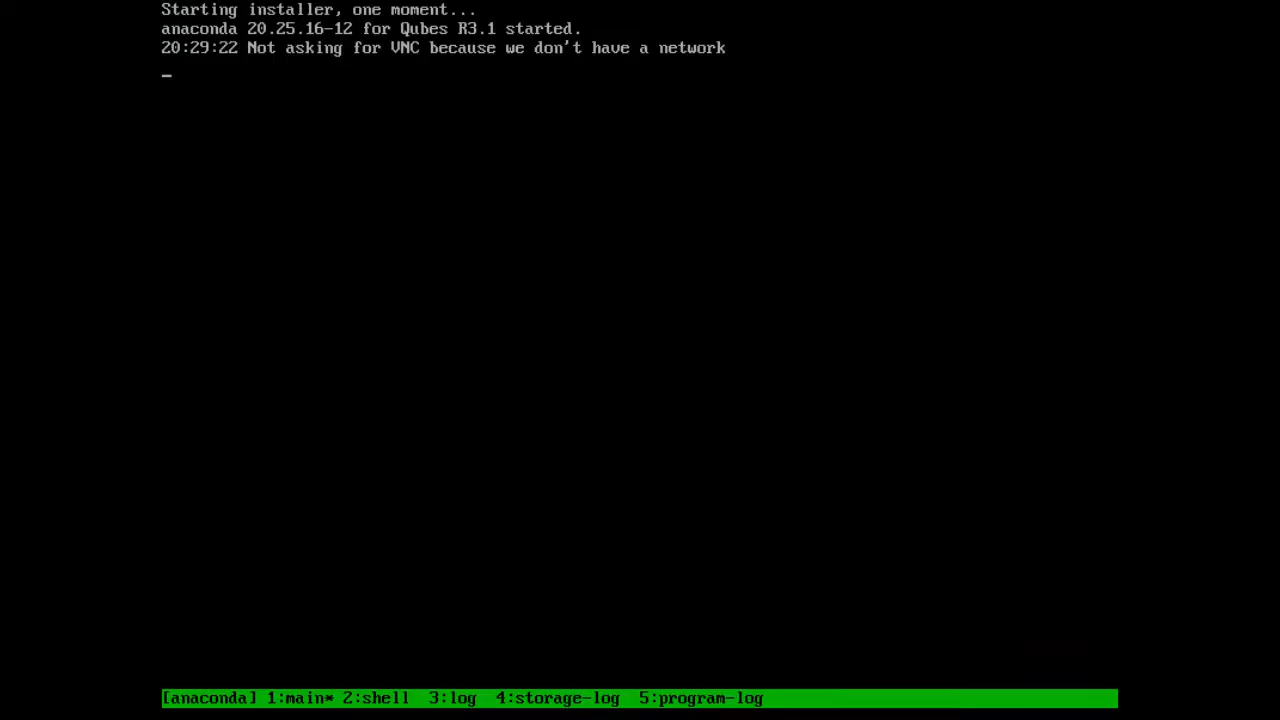 Starting installer, one moment...
anaconda 20.25.16-12 for Qubes R3.1 started.
20:29:22 Not asking for VNC because we don't have a network
[anaconda] 1:main* 2:shell  3:log  4:storage-log  5:program-log